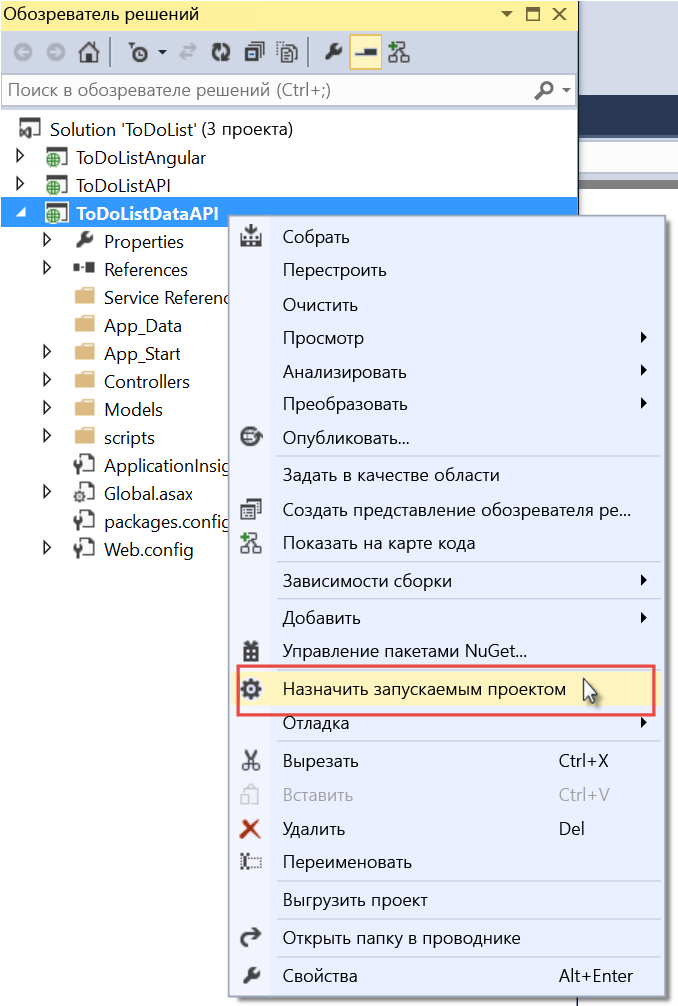 Обозреватель решений
Поиск в обозревателе решений (Ctrl+;)
Solution 'ToDoList' (3 проекта)
ToDoListAngular
ToDoListAPI
ToDoListDataAPI
Properties
References
Service Referenc
App_Data
App_Start
Controllers
Models
scripts
ApplicationInsig
Global.asax
packages.config
Web.config
Собрать
Перестроить
Очистить
Просмотр
Анализировать
Преобразовать
Опубликовать...
Задать в качестве области
Создать представление обозревателя ре...
Показать на карте кода
Зависимости сборки
Добавить
Управление пакетами NuGet...
Назначить запускаемым проектом
Отладка
Вырезать Ctrl+X
Вставить Ctrl+V
Удалить Del
Переименовать
Выгрузить проект
Открыть папку в проводнике
Свойства Alt+Enter